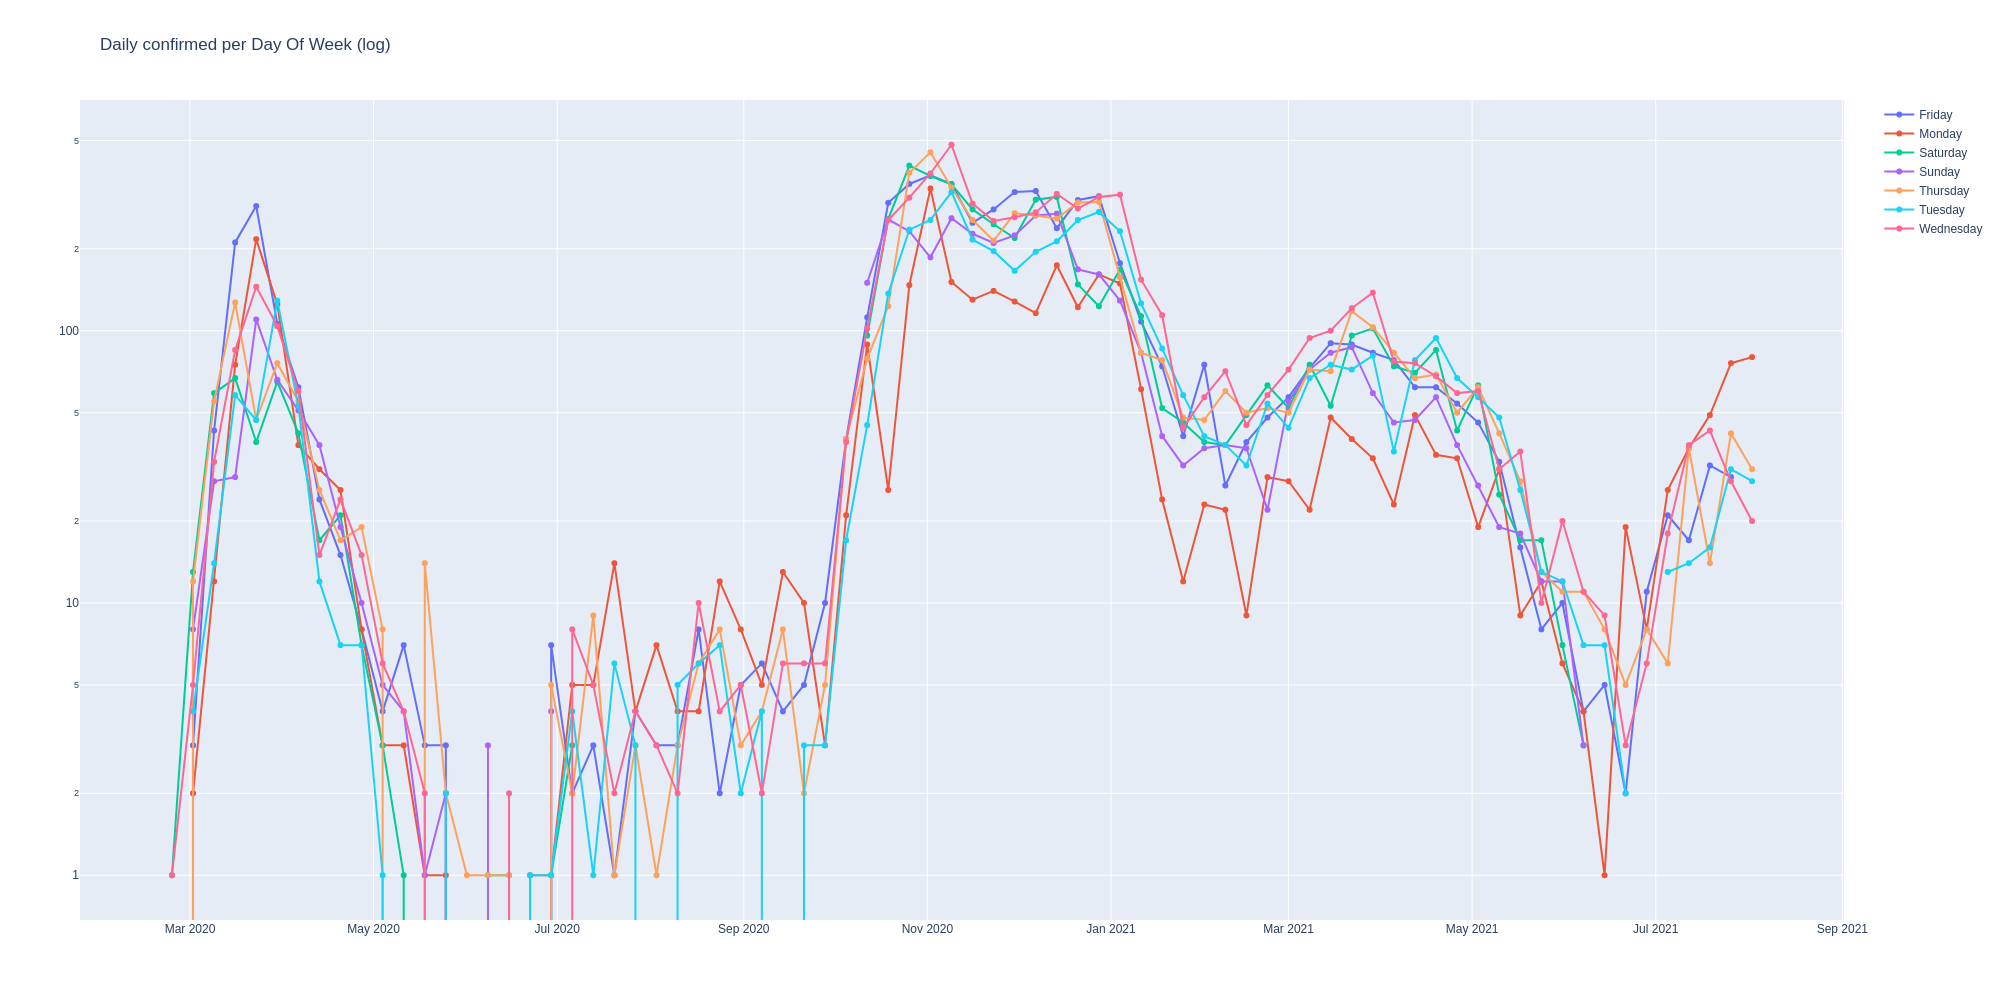 Daily confirmed per Day Of Week (log)
5
2
100
5
2
10
5
2
1
Mar 2020 May 2020 Jul 2020 Sep 2020 Nov 2020 Jan 2021 Mar 2021 May 2021 Jul 2021 Sep 2021
Friday
Monday
Saturday
Sunday
Thursday
Tuesday
Wednesday